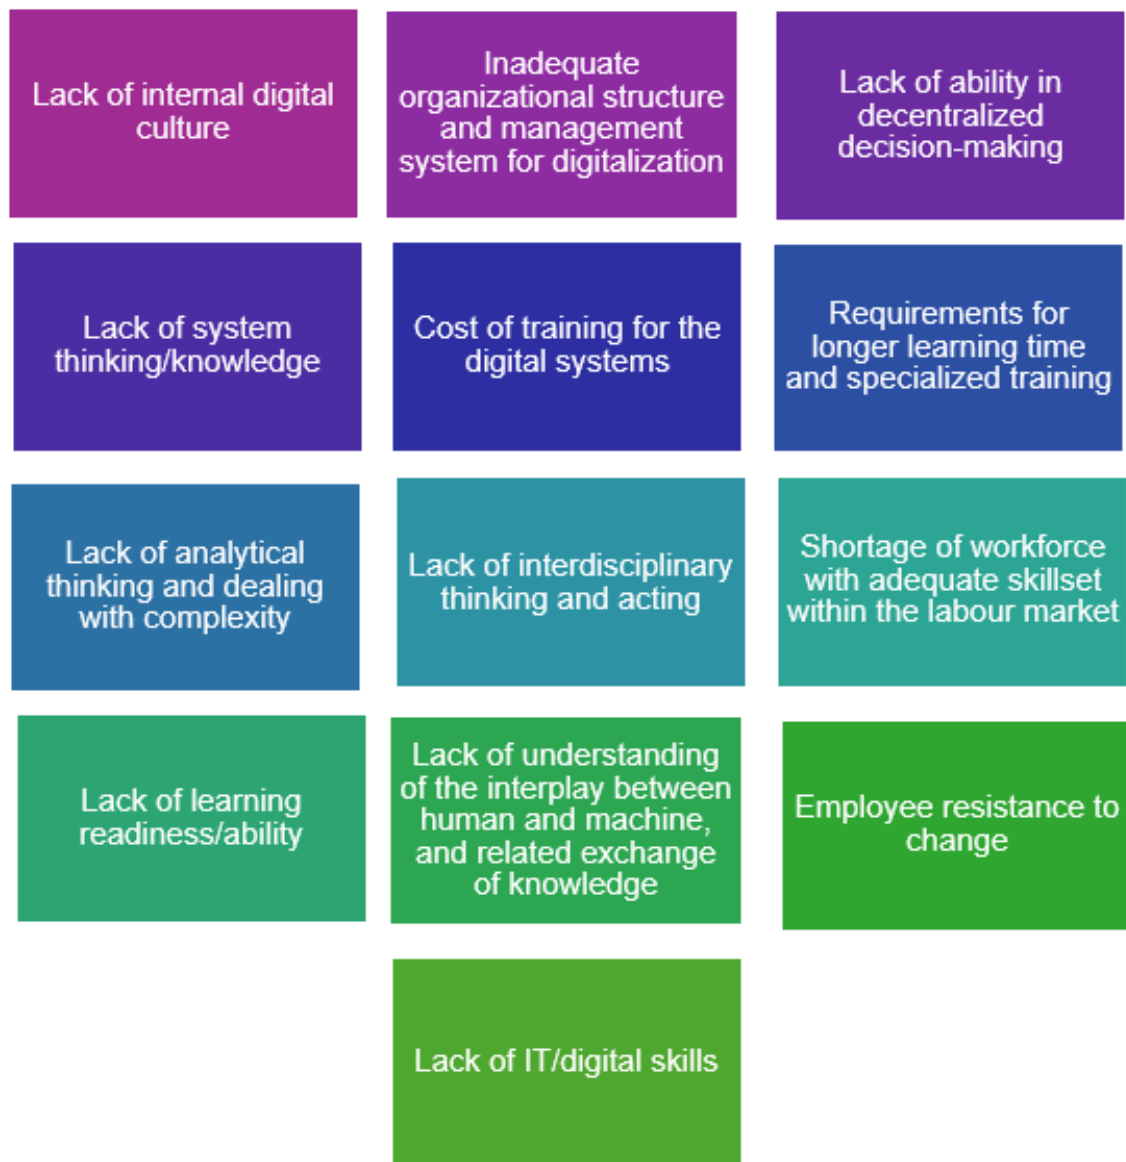 Lack of internal digital
culture
Inadequate
organizational structure
and management
system for digitalization
Lack of ability in
decentralized
decision-making
Lack of system
thinking/knowledge
Cost of training for the
digital systems
Requirements for
longer learning time
and specialized training
Lack of analytical
thinking and dealing
with complexity
Lack of interdisciplinary
thinking and acting
Shortage of workforce
with adequate skillset
within the labour market
Lack of learning
readiness/ability
Lack of understanding
of the interplay between
human and machine,
and related exchange
of knowledge
Employee resistance to
change
Lack of IT/digital skills